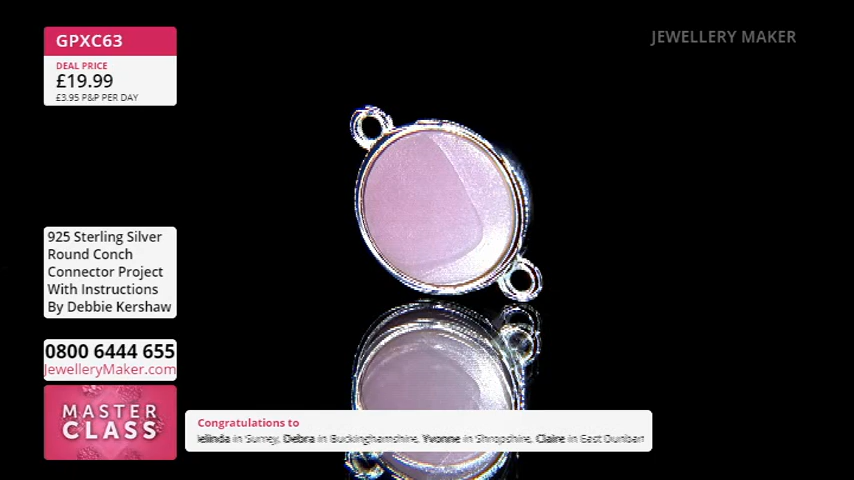 GPXC63
DEAL PRICE
£19.99
£3.95 P&P PER DAY
JEWELLERY MAKER
925 Sterling Silver
Round Conch
Connector Project
With Instructions
By Debbie Kershaw
0800 6444 655
JewelleryMaker.com
MASTER
CLASS
Congratulations to
in Surrey, Debra in Buckinghamshire, Yvonne in Shropshire, Claire in East